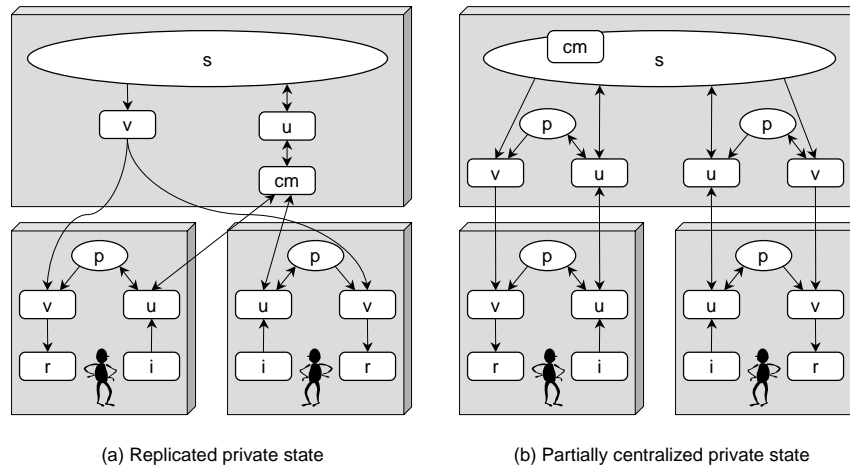 s
v
u
cm
p
v
u
r
i
p
u
v
i
r
cm
s
p
p
v
u
u
v
p
v
u
r
i
p
u
v
i
r
(a) Replicated private state
(b) Partially centralized private state